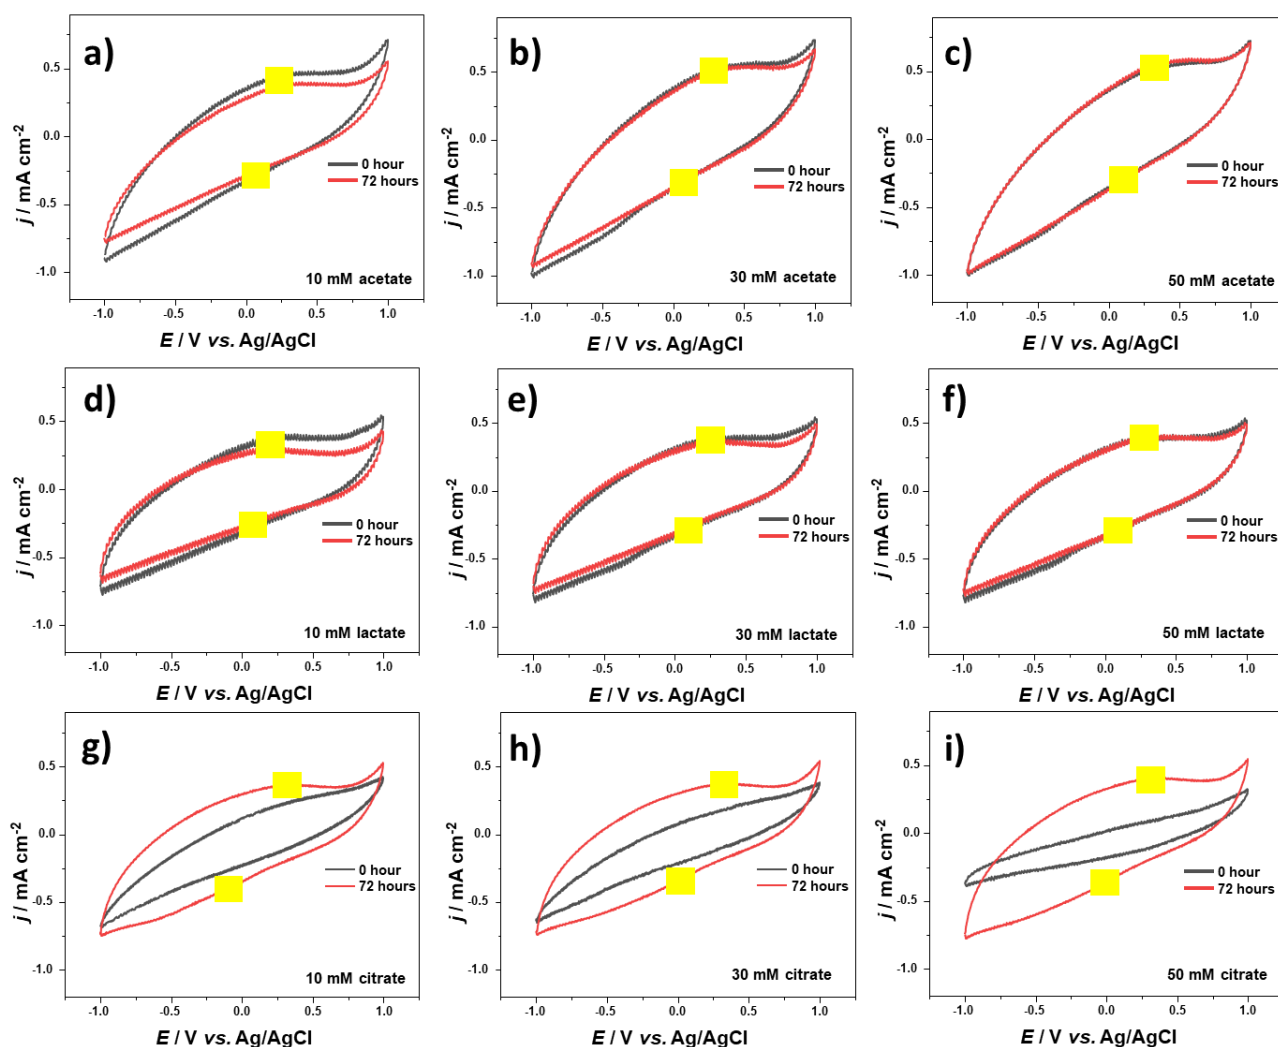 a)
j / mA cm-2
0.5
0.0
-0.5
-1.0
0 hour
72 hours
10 mM acetate
-1.0 -0.5 0.0 0.5 1.0
E / V vs. Ag/AgCl
b)
j / mA cm-2
0.5
0.0
-0.5
-1.0
0 hour
72 hours
30 mM acetate
-1.0 -0.5 0.0 0.5 1.0
E / V vs. Ag/AgCl
c)
j / mA cm-2
0.5
0.0
-0.5
-1.0
0 hour
72 hours
50 mM acetate
-1.0 -0.5 0.0 0.5 1.0
E / V vs. Ag/AgCl
d)
j / mA cm-2
0.5
0.0
-0.5
-1.0
0 hour
72 hours
10 mM lactate
-1.0 -0.5 0.0 0.5 1.0
E / V vs. Ag/AgCl
e)
j / mA cm-2
0.5
0.0
-0.5
-1.0
0 hour
72 hours
30 mM lactate
-1.0 -0.5 0.0 0.5 1.0
E / V vs. Ag/AgCl
f)
j / mA cm-2
0.5
0.0
-0.5
-1.0
0 hour
72 hours
50 mM lactate
-1.0 -0.5 0.0 0.5 1.0
E / V vs. Ag/AgCl
g)
j / mA cm-2
0.5
0.0
-0.5
-1.0
0 hour
72 hours
10 mM citrate
-1.0 -0.5 0.0 0.5 1.0
E / V vs. Ag/AgCl
h)
j / mA cm-2
0.5
0.0
-0.5
-1.0
0 hour
72 hours
30 mM citrate
-1.0 -0.5 0.0 0.5 1.0
E / V vs. Ag/AgCl
i)
j / mA cm-2
0.5
0.0
-0.5
-1.0
0 hour
72 hours
50 mM citrate
-1.0 -0.5 0.0 0.5 1.0
E / V vs. Ag/AgCl